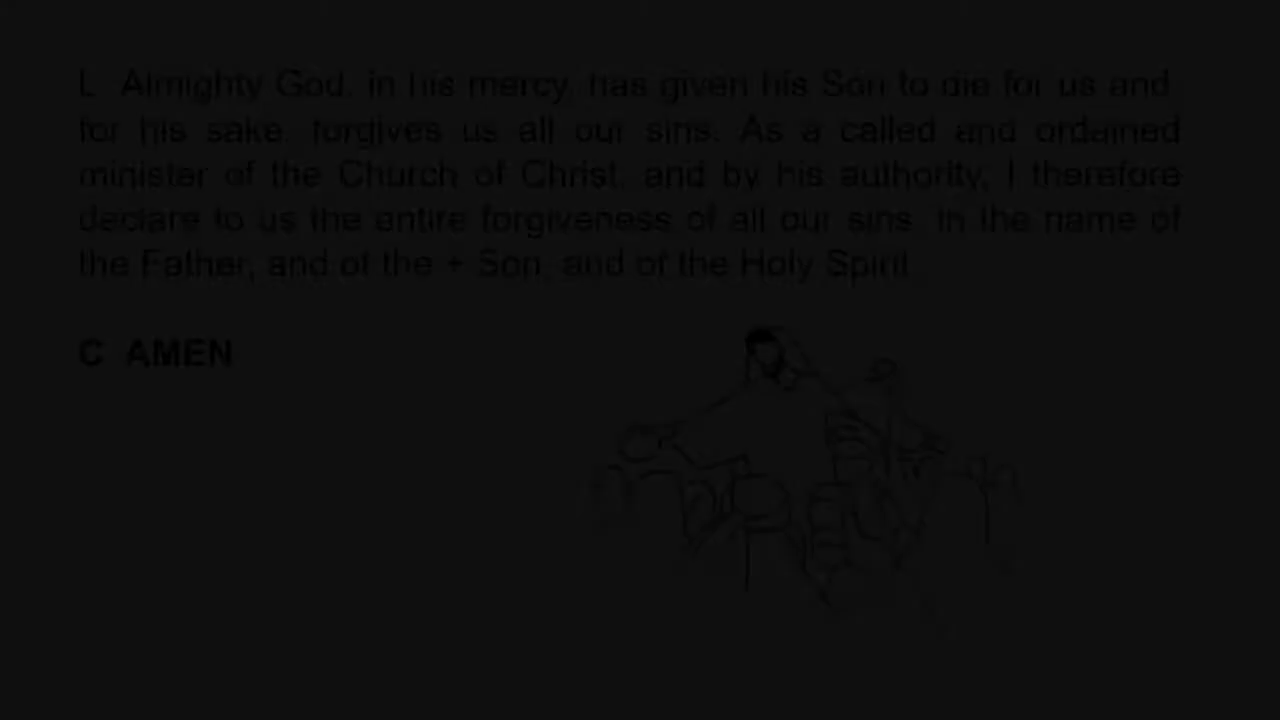 L Almighty God, in his mercy, has given his Son to die for us and,
for his sake, forgives us all our sins. As a called and ordained
minister of the Church of Christ, and by his authority, I therefore
declare to us the entire forgiveness of all our sins, in the name of
the Father, and of the + Son, and of the Holy Spirit.
C AMEN